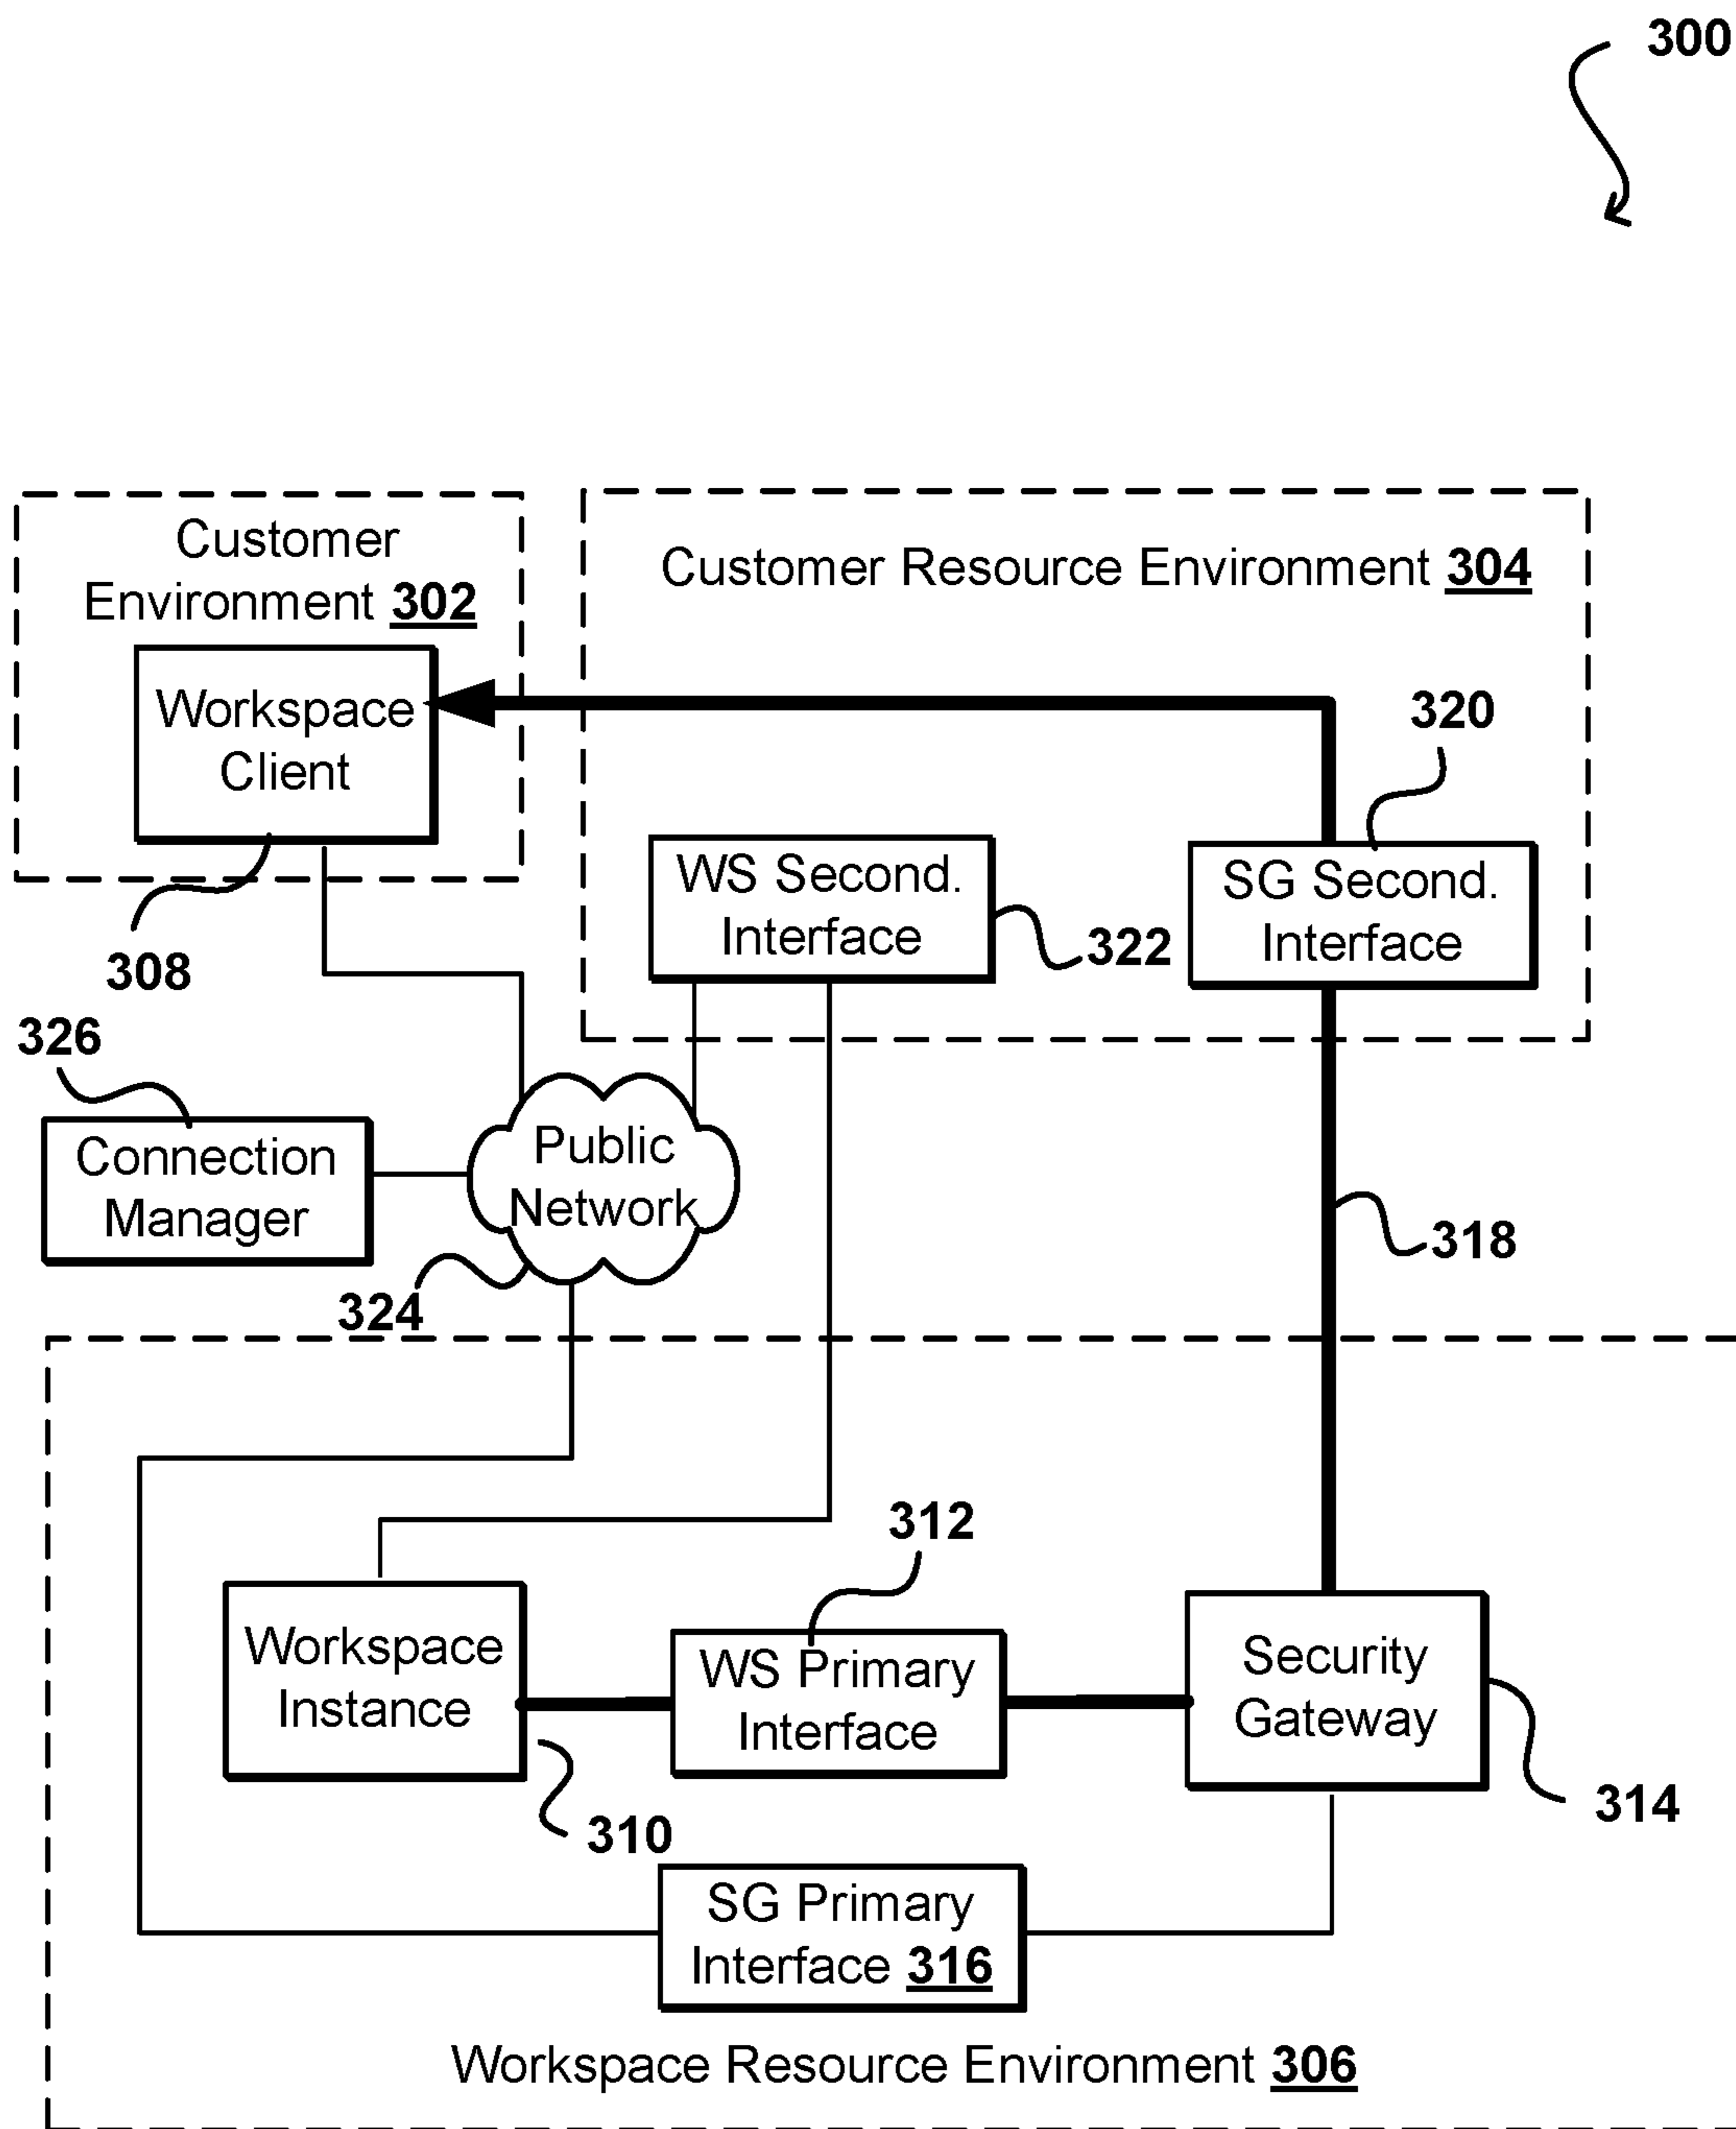 300
Customer
Environment 302
Customer Resource Environment 304
Workspace
Client
320
WS Second.
Interface
SG Second.
Interface
322
308
326
Connection
Manager
Public
Network
318
324
312
Workspace
Instance
WS Primary
Interface
Security
Gateway
314
310
SG Primary
Interface 316
Workspace Resource Environment 306